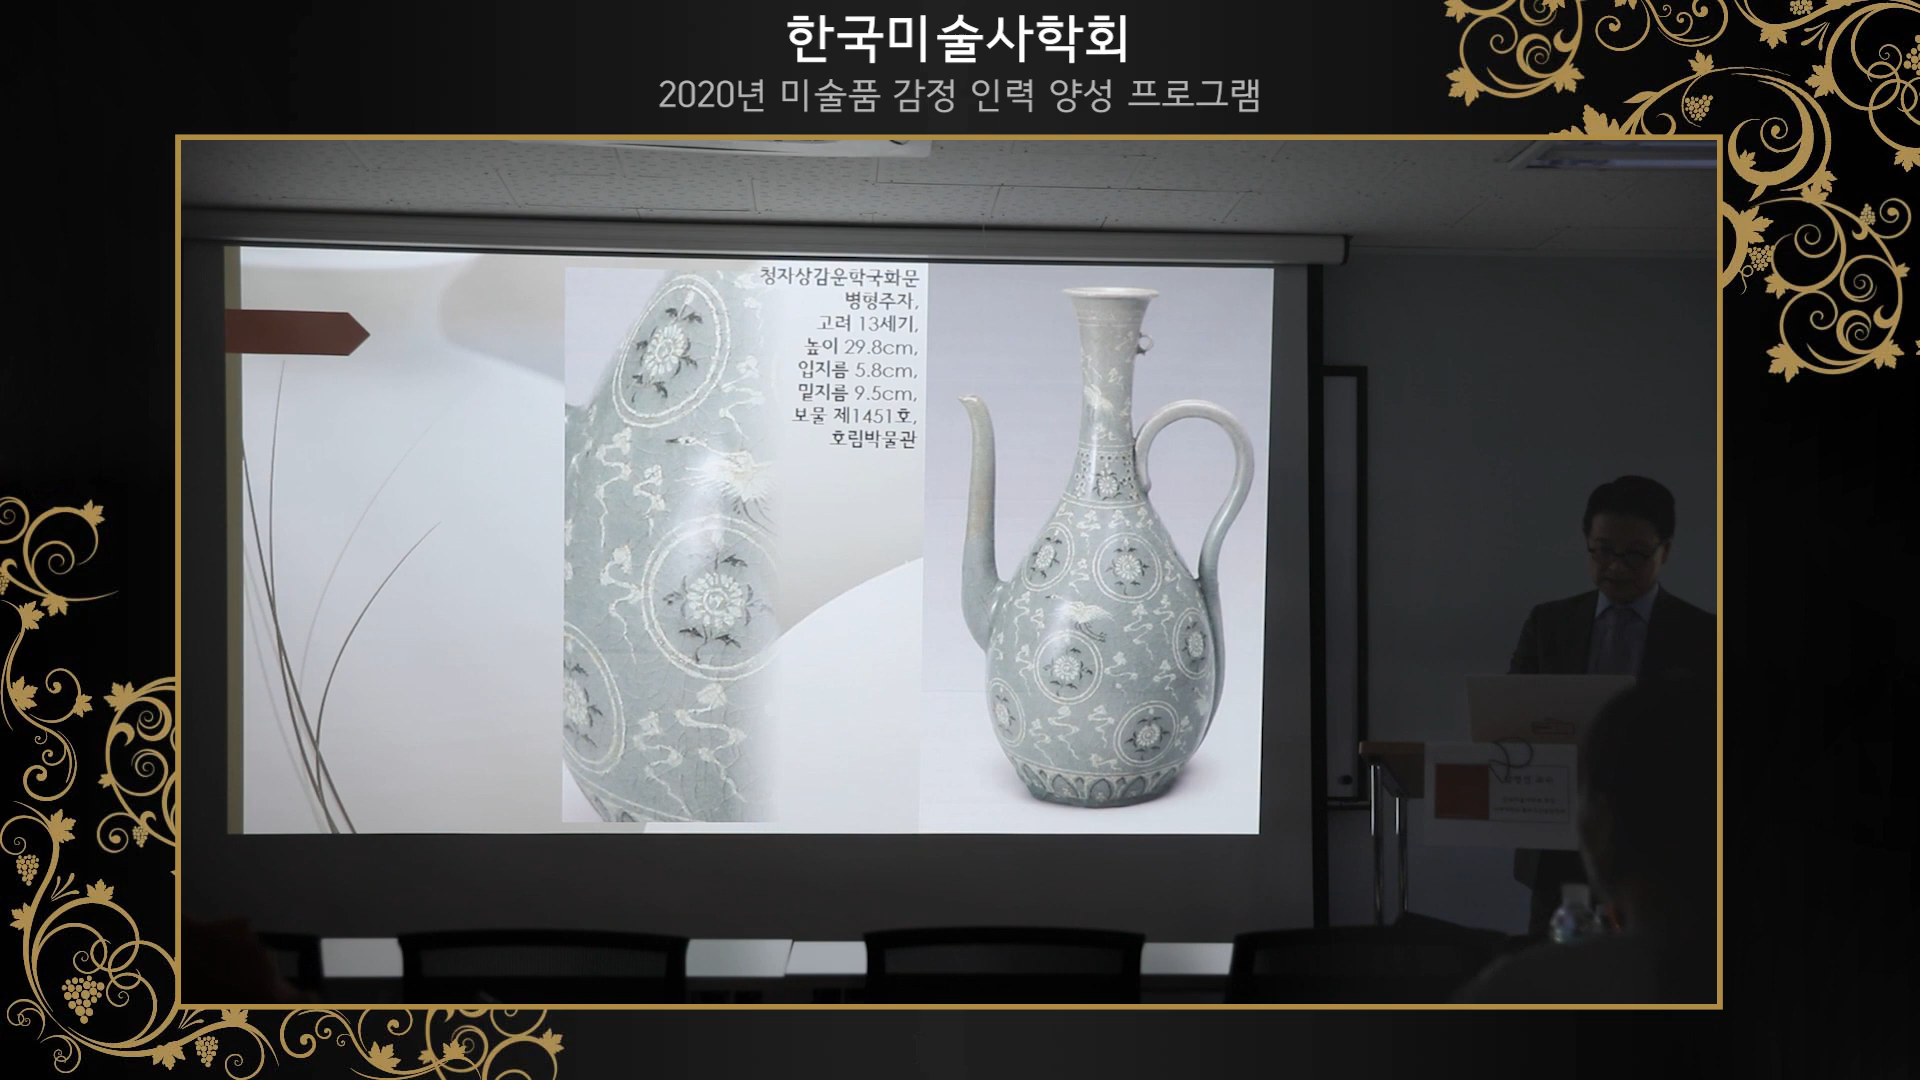 한국미술사학회
2020년 미술품 감정 인력 양성 프로그램
청자상감운학국화문
병형주자,
고려 13세기,
높이 29.8cm,
입지름 5.8cm,
밑지름 9.5cm,
보물 제1451호,
호림박물관